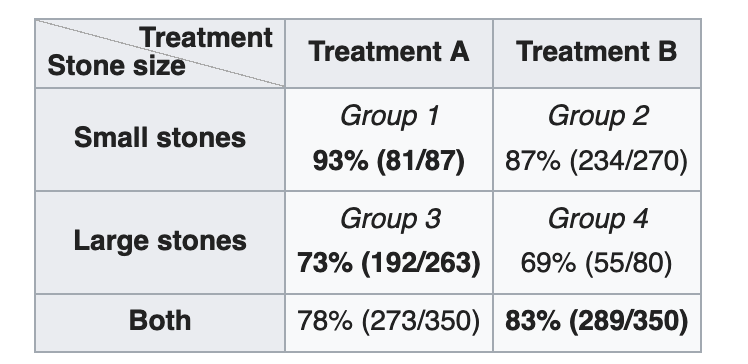 Treatment
Stone size
Treatment A
Treatment B
Small stones
Group 1
93% (81/87)
Group 2
87% (234/270)
Large stones
Group 3
73% (192/263)
Group 4
69% (55/80)
Both
78% (273/350)
83% (289/350)